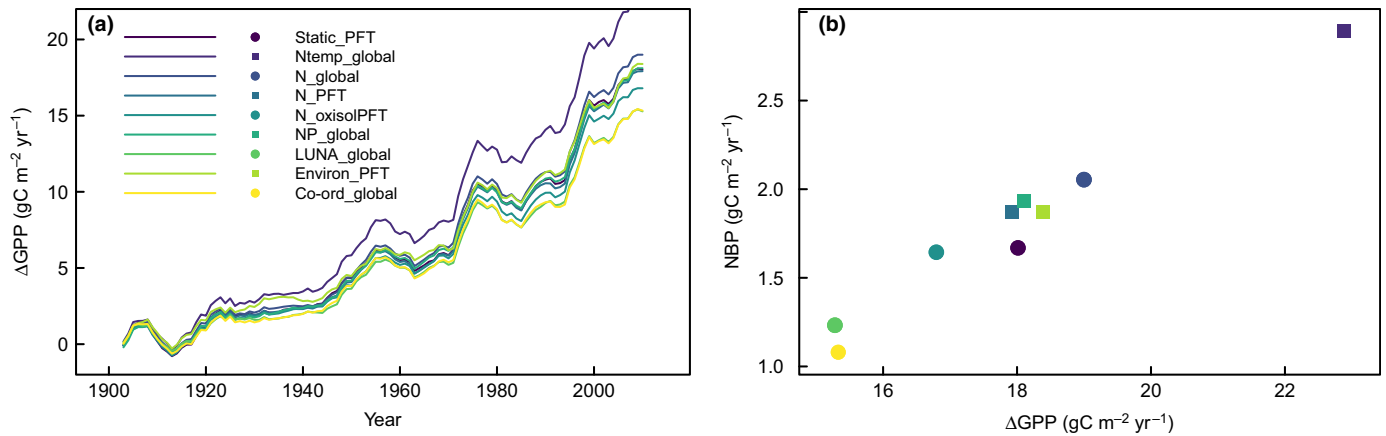 (a)
20
15
10
5
0
ΔGPP (gC m⁻² yr⁻¹)
Static_PFT
Ntemp_global
N_global
N_PFT
N_oxisolPFT
NP_global
LUNA_global
Environ_PFT
Co-ord_global
1900 1920 1940 1960 1980 2000
Year
(b)
2.5
2.0
1.5
1.0
NBP (gC m⁻² yr⁻¹)
16 18 20 22
ΔGPP (gC m⁻² yr⁻¹)